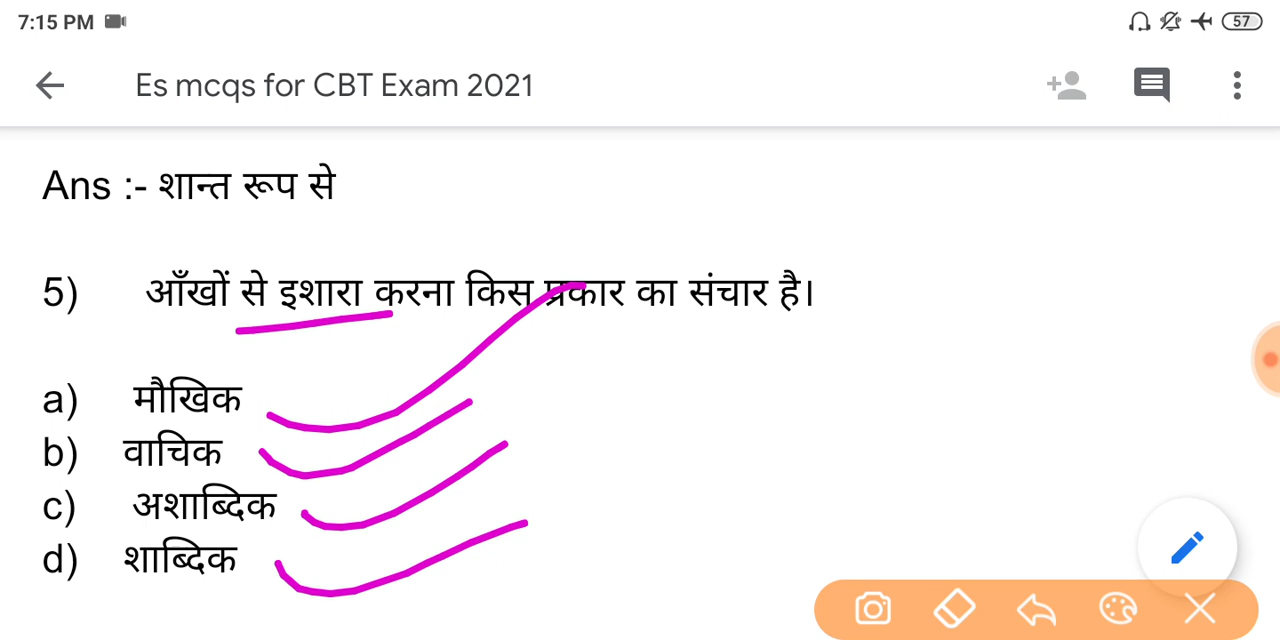 7:15 PM 57
Es mcqs for CBT Exam 2021
Ans :- शान्त रूप से
5) आँखों से इशारा करना किस प्रकार का संचार है।
a) मौखिक
b) वाचिक
c) अशाब्दिक
d) शाब्दिक